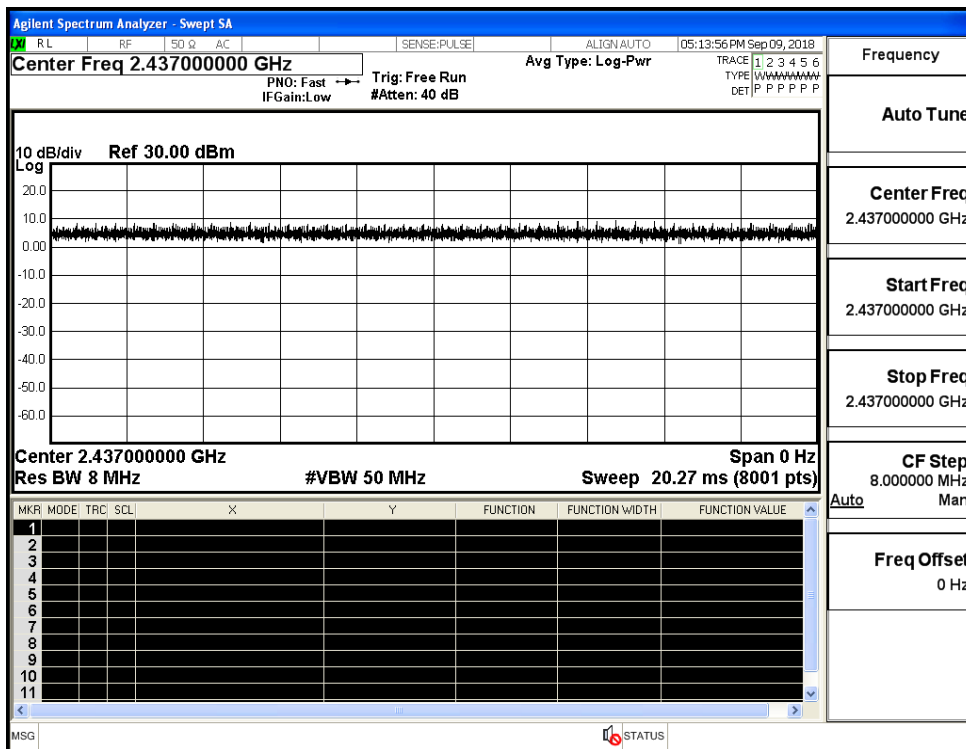 Agilent Spectrum Analyzer - Swept SA
LXI RL RF 50 Ω AC SENSE:PULSE ALIGN AUTO 05:13:56 PM Sep 09, 2018
Center Freq 2.437000000 GHz
PNO: Fast
IFGain:Low
Trig: Free Run
#Atten: 40 dB
Avg Type: Log-Pwr
TRACE 1 2 3 4 5 6
TYPE WWWWWW
DET P P P P P P
10 dB/div Ref 30.00 dBm
Log
20.0
10.0
0.00
-10.0
-20.0
-30.0
-40.0
-50.0
-60.0
Center 2.437000000 GHz Span 0 Hz
Res BW 8 MHz #VBW 50 MHz Sweep 20.27 ms (8001 pts)
MKR MODE TRC SCL X Y FUNCTION FUNCTION WIDTH FUNCTION VALUE
1
2
3
4
5
6
7
8
9
10
11
MSG STATUS
Frequency
Auto Tune
Center Freq
2.437000000 GHz
Start Freq
2.437000000 GHz
Stop Freq
2.437000000 GHz
CF Step
8.000000 MHz
Auto Man
Freq Offset
0 Hz